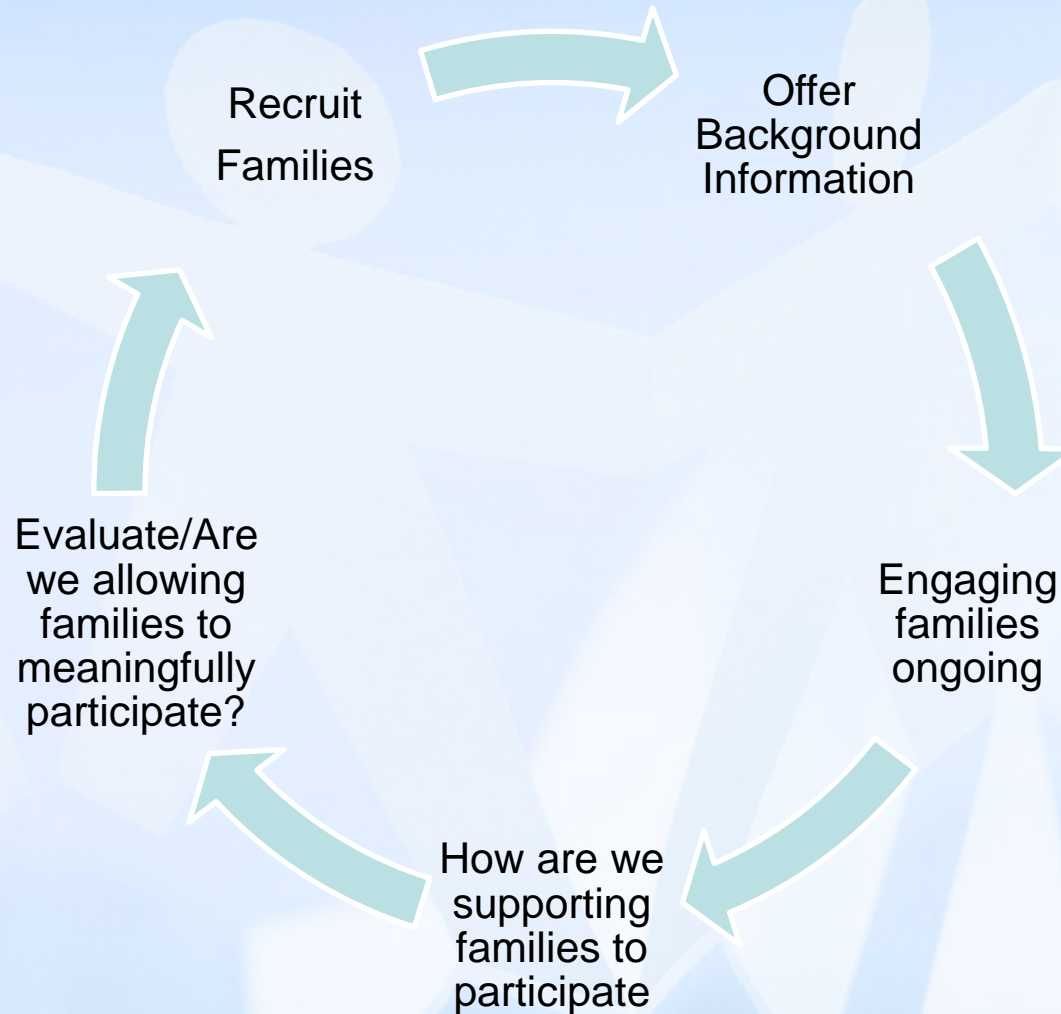 Recruit
Families
Offer
Background
Information
Engaging
families
ongoing
How are we
supporting
families to
participate
Evaluate/Are
we allowing
families to
meaningfully
participate?